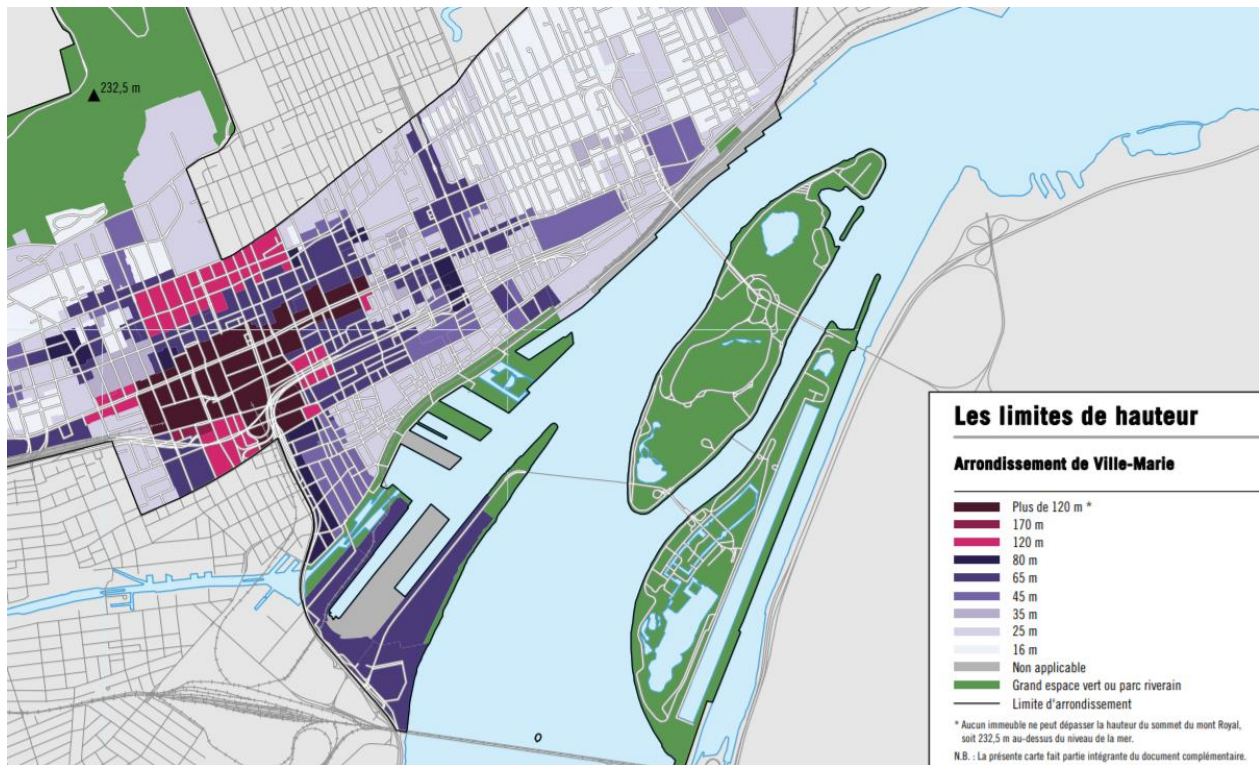 232,5 m
Les limites de hauteur
Arrondissement de Ville-Marie
Plus de 120 m *
170 m
120 m
80 m
65 m
45 m
35 m
25 m
16 m
Non applicable
Grand espace vert ou parc riverain
Limite d'arrondissement
* Aucun immeuble ne peut dépasser la hauteur du sommet du mont Royal,
soit 232,5 m au-dessus du niveau de la mer.
N.B. : La présente carte fait partie intégrante du document complémentaire.